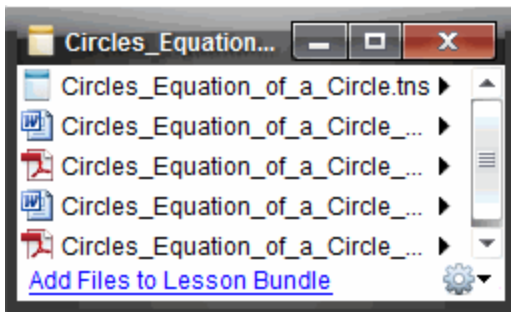 Circles_Equation...
Circles_Equation_of_a_Circle.tns
Circles_Equation_of_a_Circle_...
Circles_Equation_of_a_Circle_...
Circles_Equation_of_a_Circle_...
Circles_Equation_of_a_Circle_...
Add Files to Lesson Bundle